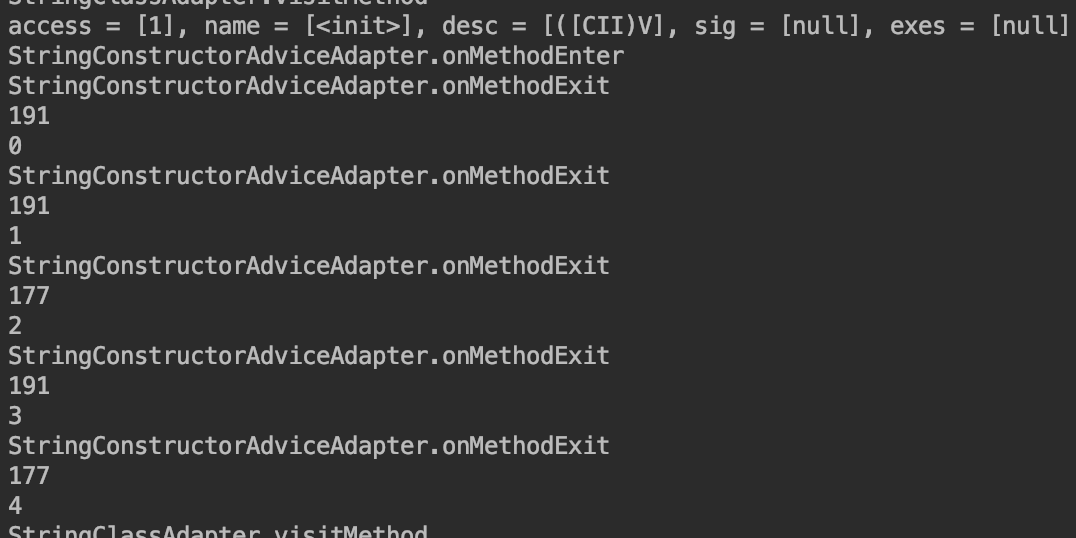 StringClassAdapter.visitMethod
access = [1], name = [<init>], desc = [([CII)V], sig = [null], exes = [null]
StringConstructorAdviceAdapter.onMethodEnter
StringConstructorAdviceAdapter.onMethodExit
191
0
StringConstructorAdviceAdapter.onMethodExit
191
1
StringConstructorAdviceAdapter.onMethodExit
177
2
StringConstructorAdviceAdapter.onMethodExit
191
3
StringConstructorAdviceAdapter.onMethodExit
177
4
StringClassAdapter.visitMethod